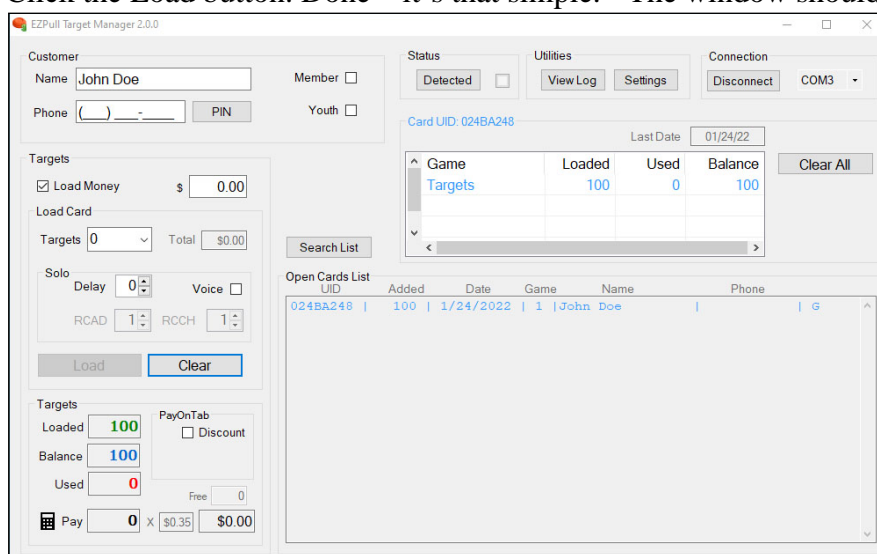 EZPull Target Manager 2.0.0
Customer
Name John Doe Member
Phone (___) ___-____ PIN Youth
Status
Detected
Utilities
View Log Settings
Connection
Disconnect COM3
Card UID: 024BA248
Last Date 01/24/22
Game Loaded Used Balance
Targets 100 0 100
Clear All
Targets
Load Money $ 0.00
Load Card
Targets 0 Total $0.00
Solo
Delay 0 Voice
RCAD 1 RCCH 1
Load Clear
Search List
Open Cards List
UID Added Date Game Name Phone
024BA248 | 100 | 1/24/2022 | 1 |John Doe | | G
Targets
Loaded 100
Balance 100
Used 0
PayOnTab
Discount
Free 0
Pay 0 X $0.35 $0.00